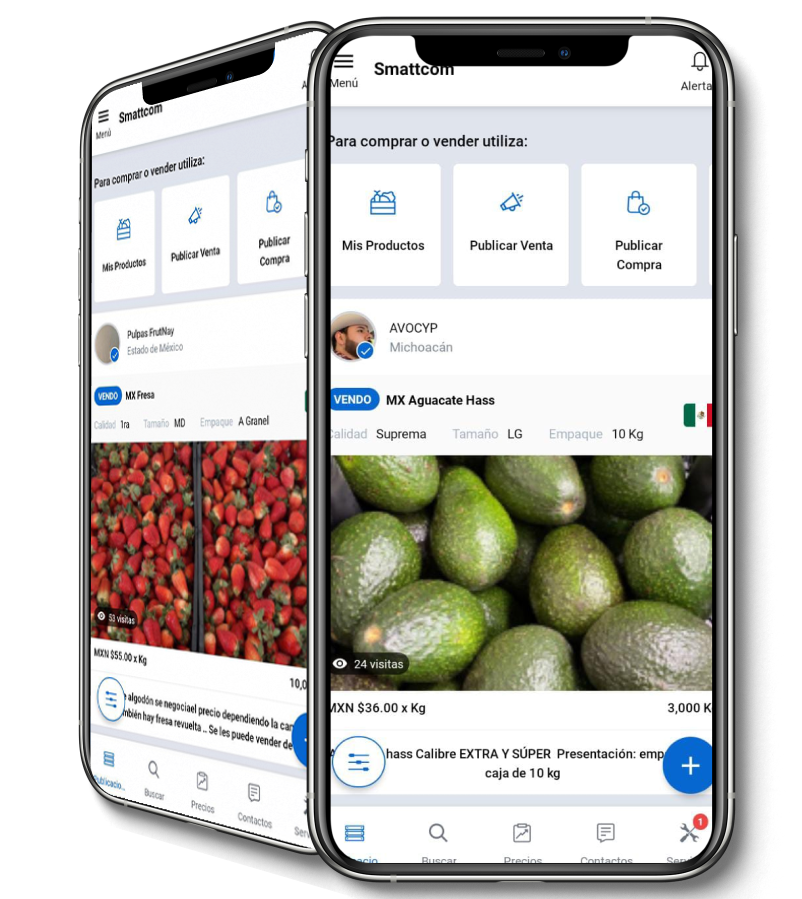 Menú
Smattcom
Para comprar o vender utiliza:
Mis Productos
Publicar Venta
Publicar
Compra
Pulpas FrutNay
Estado de México
VENDO MX Fresa
Calidad 1ra Tamaño MD Empaque A Granel
53 visitas
MXN $55.00 x Kg
10,0
algodón se negociael precio dependiendo la can
mbién hay fresa revuelta .. Se les puede vender de
Publicacio..
Buscar
Precios
Contactos
Serv
Menú
Smattcom
Alerta
Para comprar o vender utiliza:
Mis Productos
Publicar Venta
Publicar
Compra
AVOCYP
Michoacán
VENDO MX Aguacate Hass
Calidad Suprema Tamaño LG Empaque 10 Kg
24 visitas
MXN $36.00 x Kg
3,000 K
hass Calibre EXTRA Y SÚPER Presentación: emp
caja de 10 kg
1
Buscar
Precios
Contactos